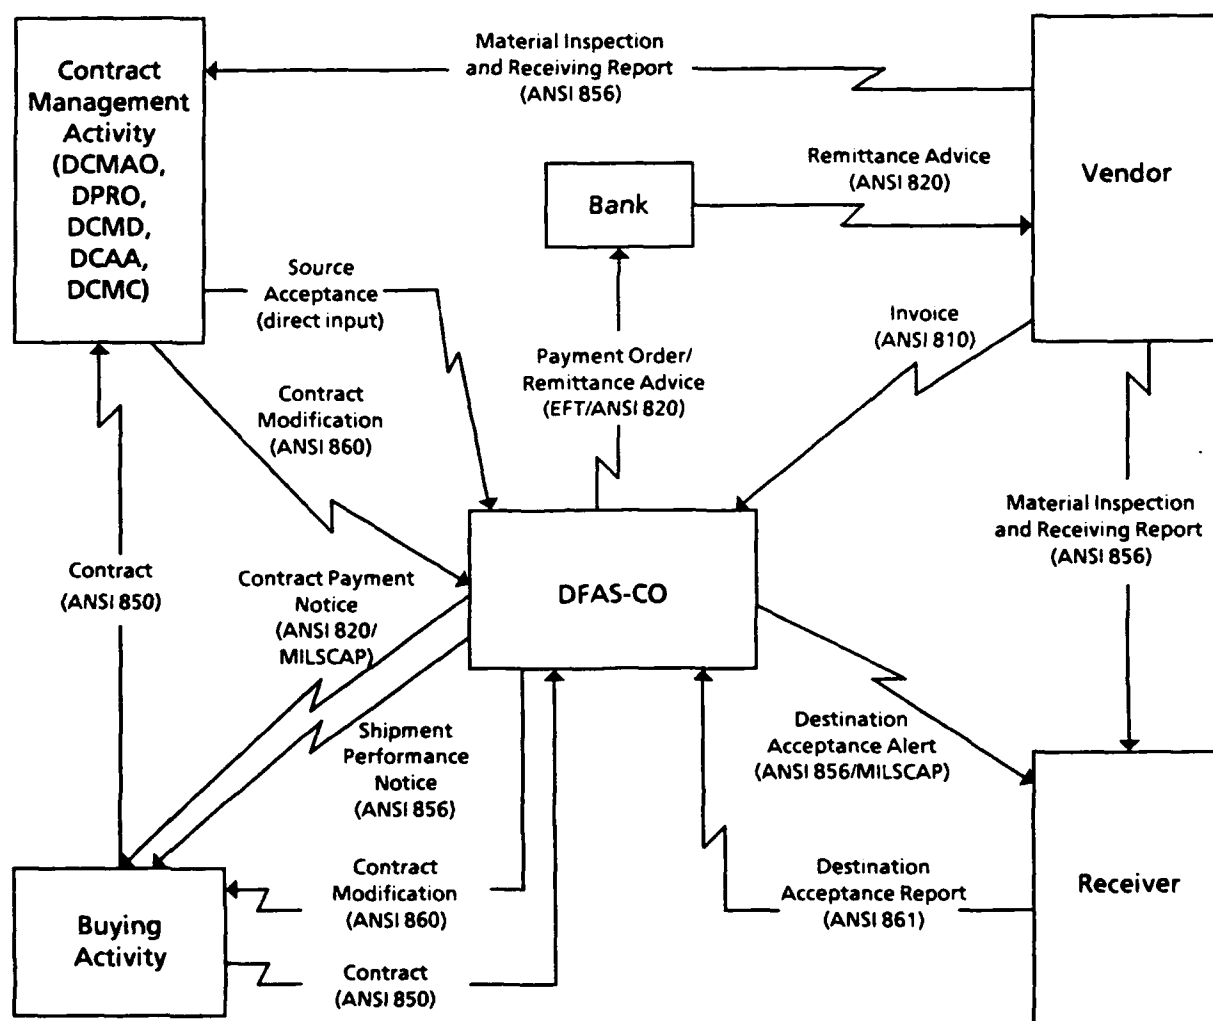 Contract
Management
Activity
(DCMAO,
DPRO,
DCMD,
DCAA,
DCMC)
Material Inspection
and Receiving Report
(ANSI 856)
Vendor
Remittance Advice
(ANSI 820)
Bank
Source
Acceptance
(direct input)
Invoice
(ANSI 810)
Payment Order/
Remittance Advice
(EFT/ANSI 820)
Contract
Modification
(ANSI 860)
Material Inspection
and Receiving Report
(ANSI 856)
Contract
(ANSI 850)
Contract Payment
Notice
(ANSI 820/
MILSCAP)
DFAS-CO
Shipment
Performance
Notice
(ANSI 856)
Destination
Acceptance Alert
(ANSI 856/MILSCAP)
Contract
Modification
(ANSI 860)
Destination
Acceptance Report
(ANSI 861)
Receiver
Buying
Activity
Contract
(ANSI 850)